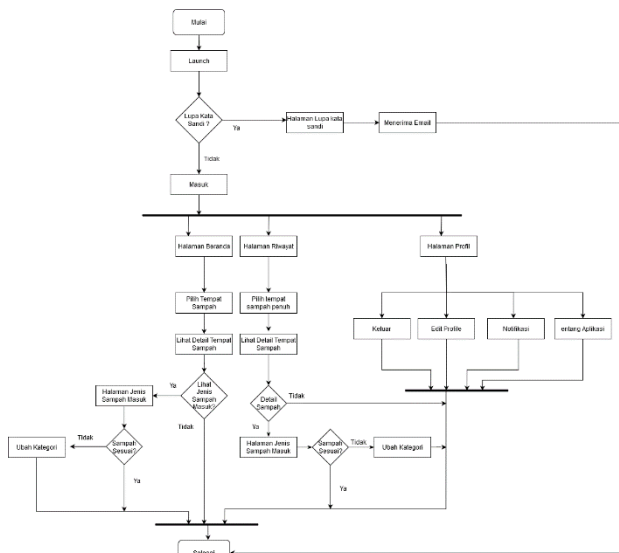 Mulai
Launch
Lupa Kata
Sandi ?
Ya
Halaman Lupa kata
sandi
Menerima Email
Tidak
Masuk
Halaman Beranda
Halaman Riwayat
Halaman Profil
Pilih Tempat
Sampah
Pilih tempat
sampah penuh
Keluar
Edit Profile
Notifikasi
entang Aplikasi
Lihat Detail Tempat
Sampah
Lihat Detail Tempat
Sampah
Ya
Lihat
Jenis
Sampah
Masuk?
Halaman Jenis
Sampah Masuk
Detail
Sampah
Tidak
Tidak
Ya
Ubah Kategori
Tidak
Sampah
Sesuai?
Halaman Jenis
Sampah Masuk
Sampah
Sesuai?
Tidak
Ubah Kategori
Ya
Ya
Selesai